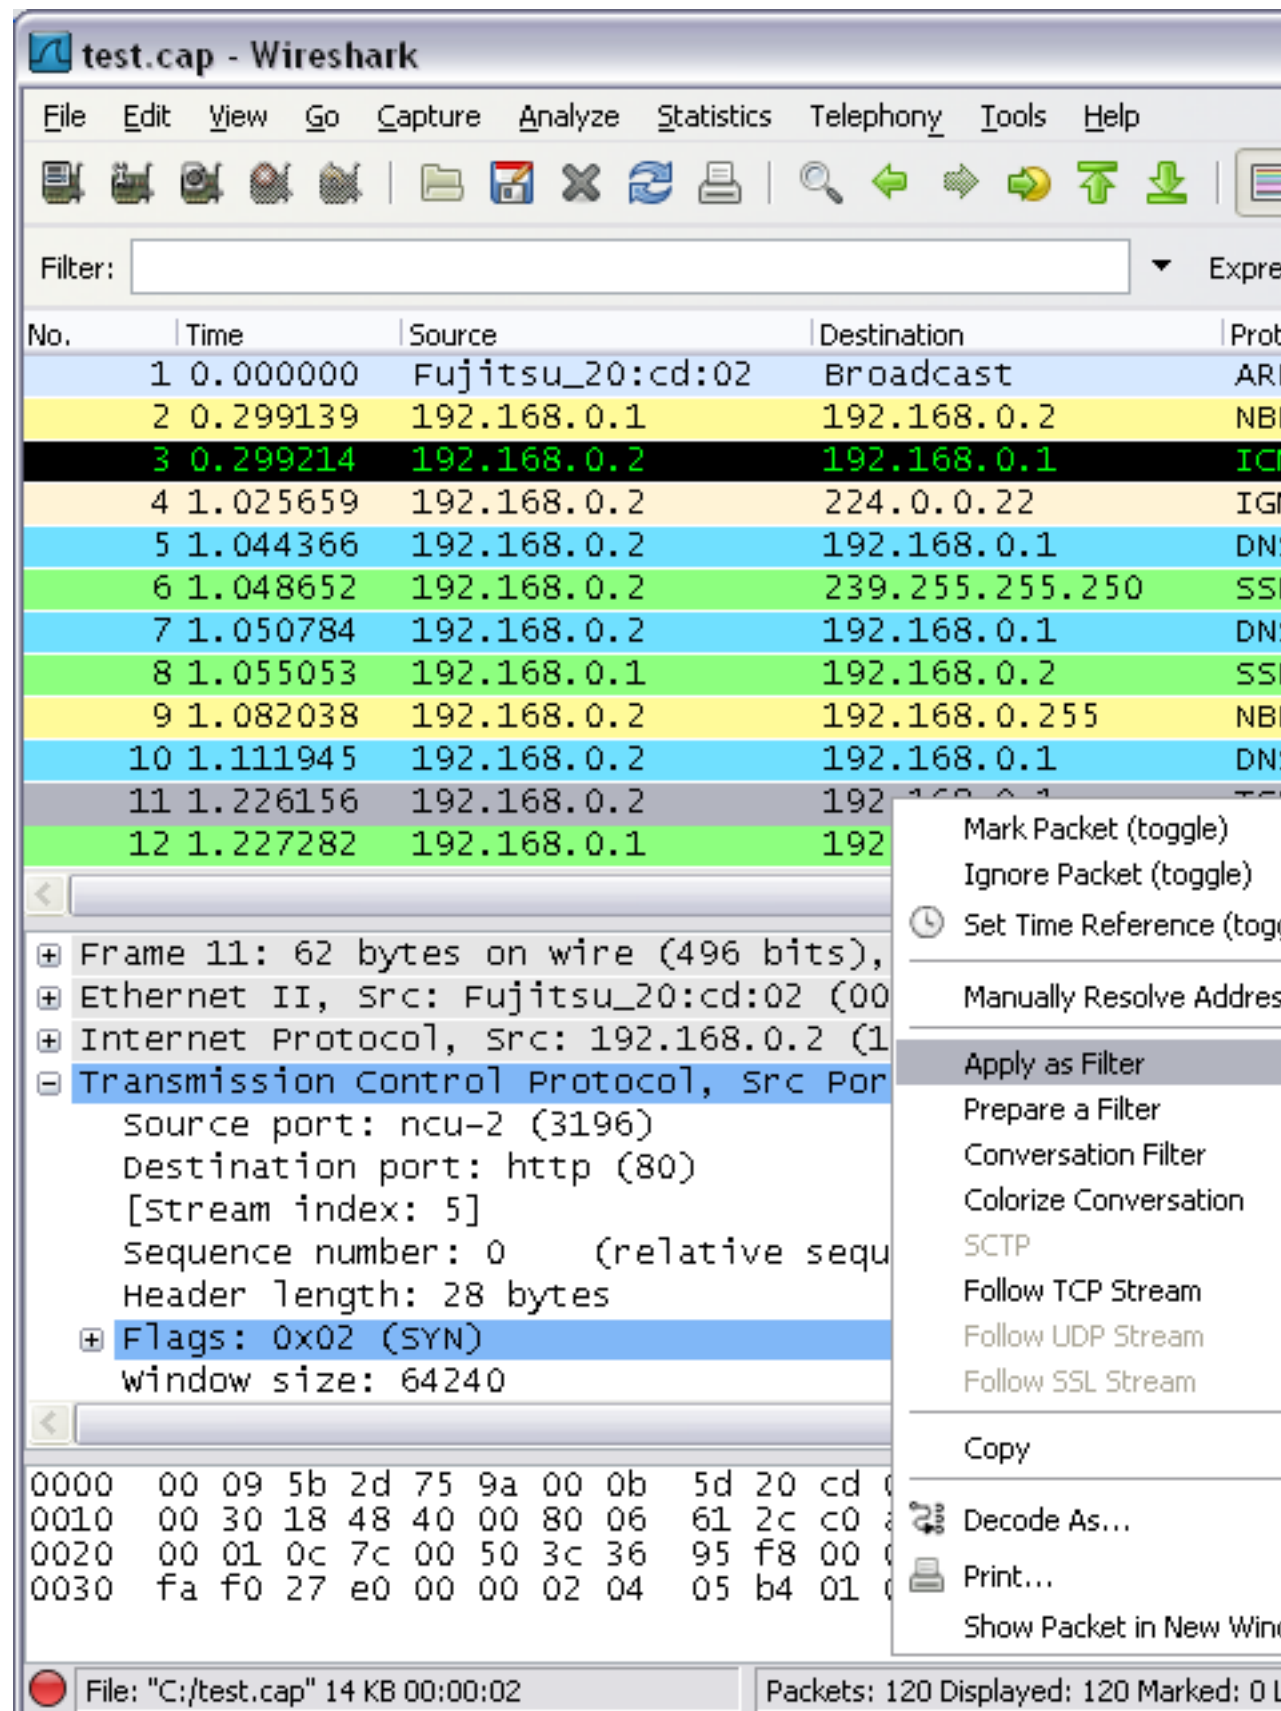 test.cap - Wireshark
File Edit View Go Capture Analyze Statistics Telephony Tools Help
Filter:
No. Time Source Destination
1 0.000000 Fujitsu_20:cd:02 Broadcast
2 0.299139 192.168.0.1 192.168.0.2
3 0.299214 192.168.0.2 192.168.0.1
4 1.025659 192.168.0.2 224.0.0.22
5 1.044366 192.168.0.2 192.168.0.1
6 1.048652 192.168.0.2 239.255.255.250
7 1.050784 192.168.0.2 192.168.0.1
8 1.055053 192.168.0.1 192.168.0.2
9 1.082038 192.168.0.2 192.168.0.255
10 1.111945 192.168.0.2 192.168.0.1
11 1.226156 192.168.0.2 192
12 1.227282 192.168.0.1 192
Mark Packet (toggle)
Ignore Packet (toggle)
Set Time Reference (togg
Manually Resolve Addres
Apply as Filter
Prepare a Filter
Conversation Filter
Colorize Conversation
SCTP
Follow TCP Stream
Follow UDP Stream
Follow SSL Stream
Copy
Decode As...
Print...
Show Packet in New Win
Frame 11: 62 bytes on wire (496 bits),
Ethernet II, Src: Fujitsu_20:cd:02 (00
Internet Protocol, Src: 192.168.0.2 (1
Transmission Control Protocol, Src Por
Source port: ncu-2 (3196)
Destination port: http (80)
[Stream index: 5]
Sequence number: 0 (relative sequ
Header length: 28 bytes
Flags: 0x02 (SYN)
Window size: 64240
0000 00 09 5b 2d 75 9a 00 0b 5d 20 cd
0010 00 30 18 48 40 00 80 06 61 2c c0
0020 00 01 0c 7c 00 50 3c 36 95 f8 00
0030 fa f0 27 e0 00 00 02 04 05 b4 01
File: "C:/test.cap" 14 KB 00:00:02
Packets: 120 Displayed: 120 Marked: 0